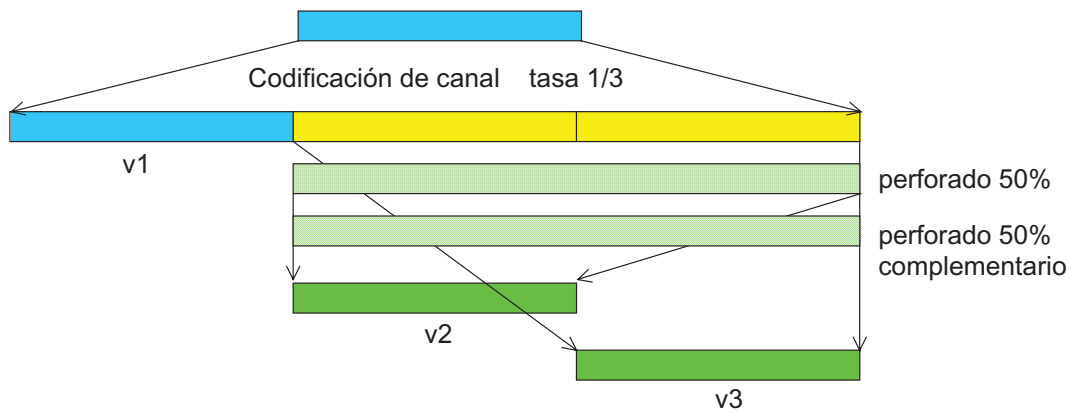 Codificación de canal tasa 1/3
v1
perforado 50%
perforado 50%
complementario
v2
v3